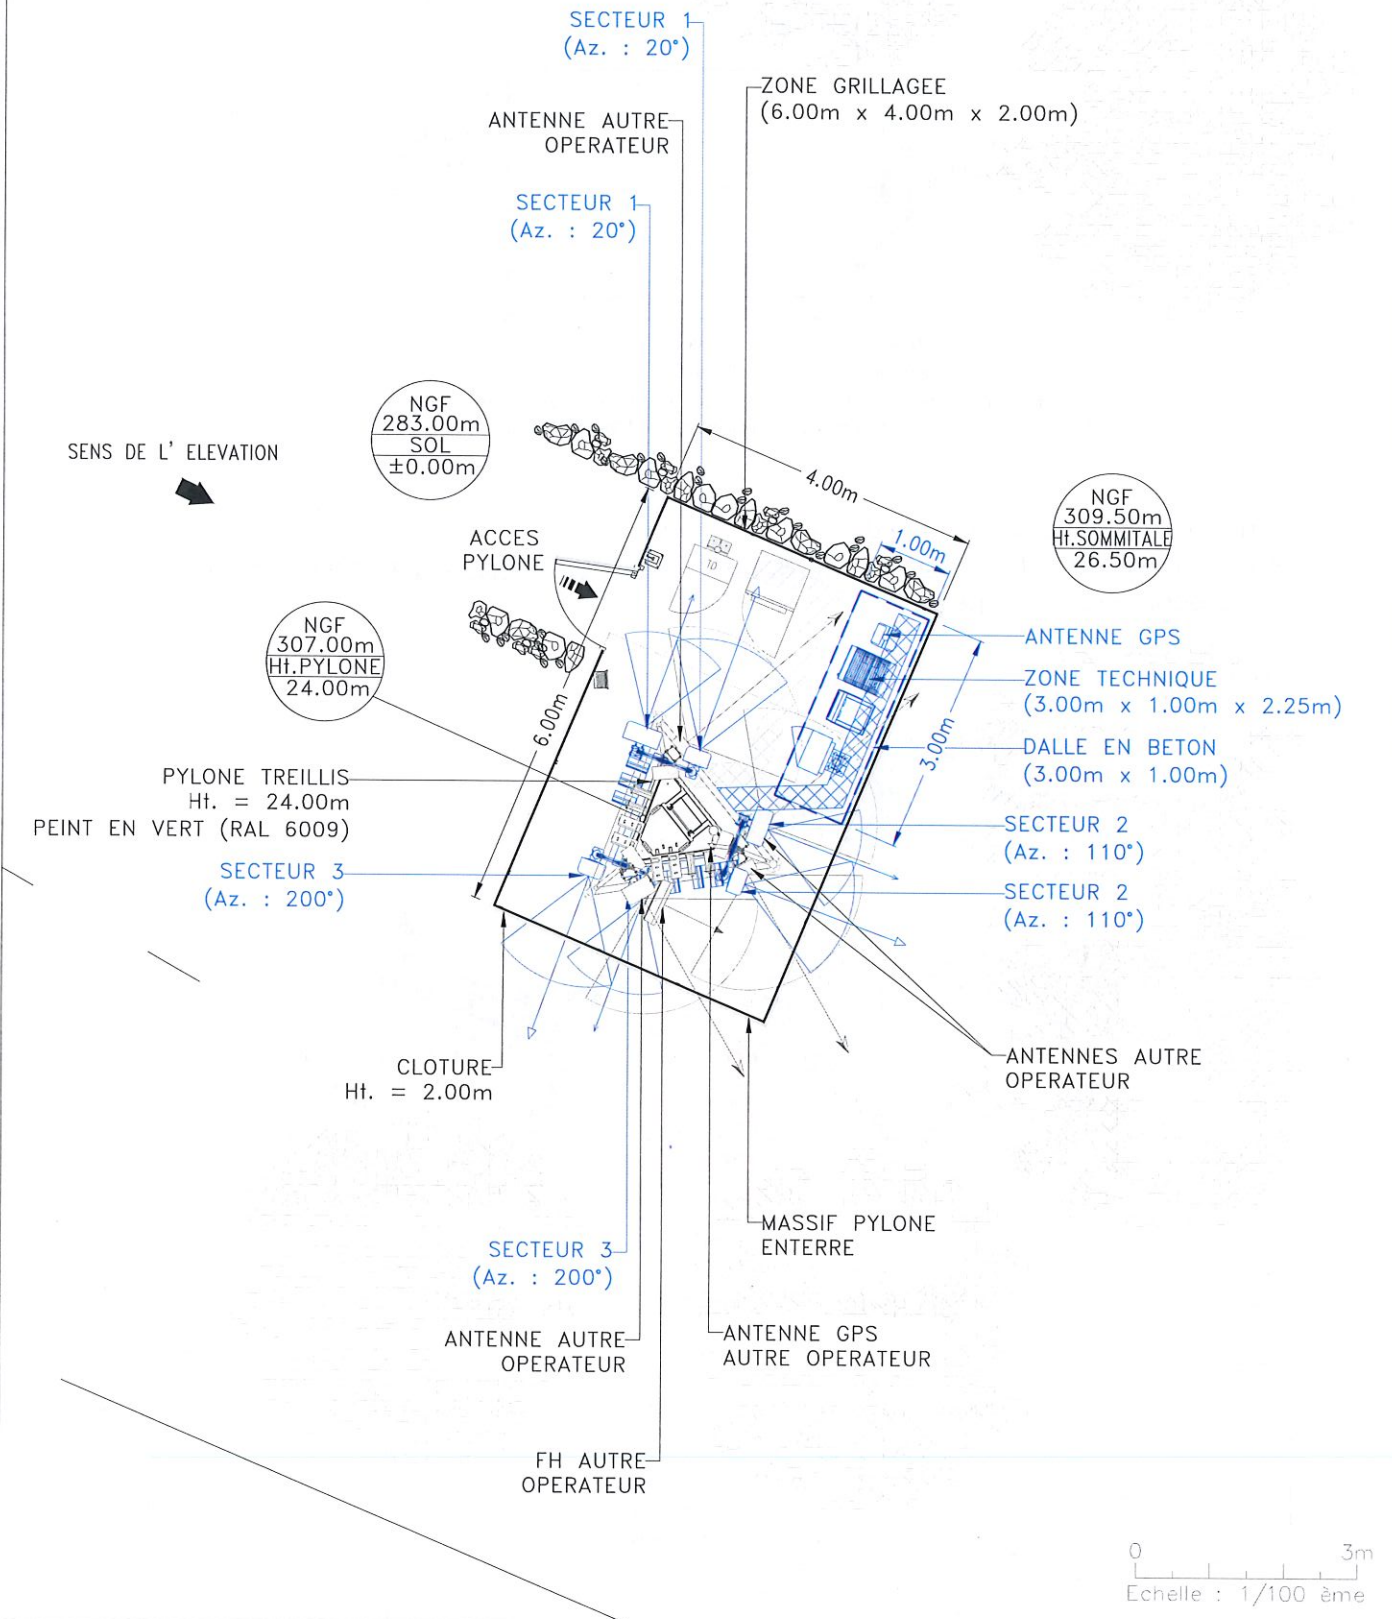 SECTEUR 1
(Az. : 20°)
ZONE GRILLAGEE
(6.00m x 4.00m x 2.00m)
ANTENNE AUTRE
OPERATEUR
SECTEUR 1
(Az. : 20°)
NGF
283.00m
SOL
±0.00m
SENS DE L' ELEVATION
4.00m
NGF
309.50m
Ht.SOMMITALE
26.50m
ACCES
PYLONE
1.00m
TD
NGF
307.00m
Ht.PYLONE
24.00m
ANTENNE GPS
ZONE TECHNIQUE
(3.00m x 1.00m x 2.25m)
6.00m
3.00m
DALLE EN BETON
(3.00m x 1.00m)
PYLONE TREILLIS
Ht. = 24.00m
PEINT EN VERT (RAL 6009)
SECTEUR 2
(Az. : 110°)
SECTEUR 3
(Az. : 200°)
SECTEUR 2
(Az. : 110°)
CLOTURE
Ht. = 2.00m
ANTENNES AUTRE
OPERATEUR
MASSIF PYLONE
ENTERRE
SECTEUR 3
(Az. : 200°)
ANTENNE AUTRE
OPERATEUR
ANTENNE GPS
AUTRE OPERATEUR
FH AUTRE
OPERATEUR
0 3m
Echelle : 1/100 ème